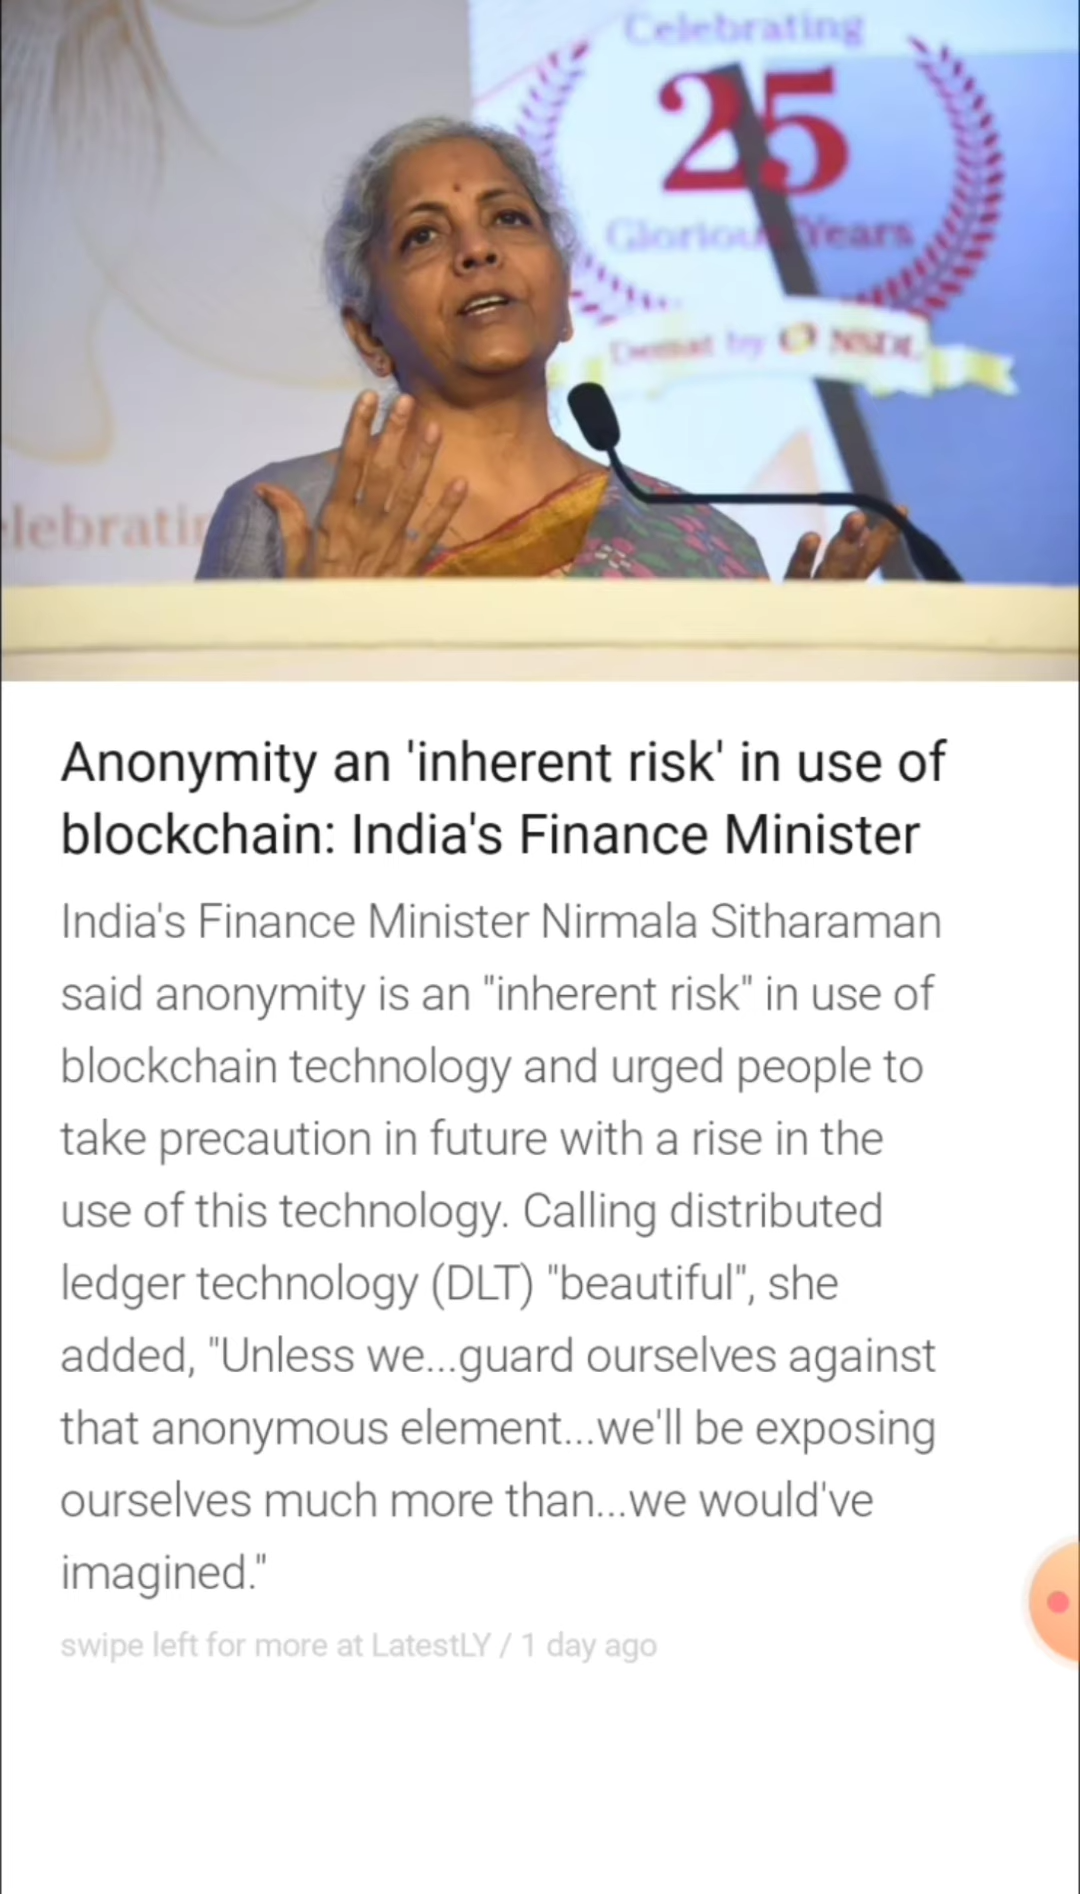 Celebrating
25
Glorious Years
Demat by NSDL
elebratin
Anonymity an 'inherent risk' in use of
blockchain: India's Finance Minister
India's Finance Minister Nirmala Sitharaman
said anonymity is an "inherent risk" in use of
blockchain technology and urged people to
take precaution in future with a rise in the
use of this technology. Calling distributed
ledger technology (DLT) "beautiful", she
added, "Unless we...guard ourselves against
that anonymous element...we'll be exposing
ourselves much more than...we would've
imagined."
swipe left for more at LatestLY / 1 day ago